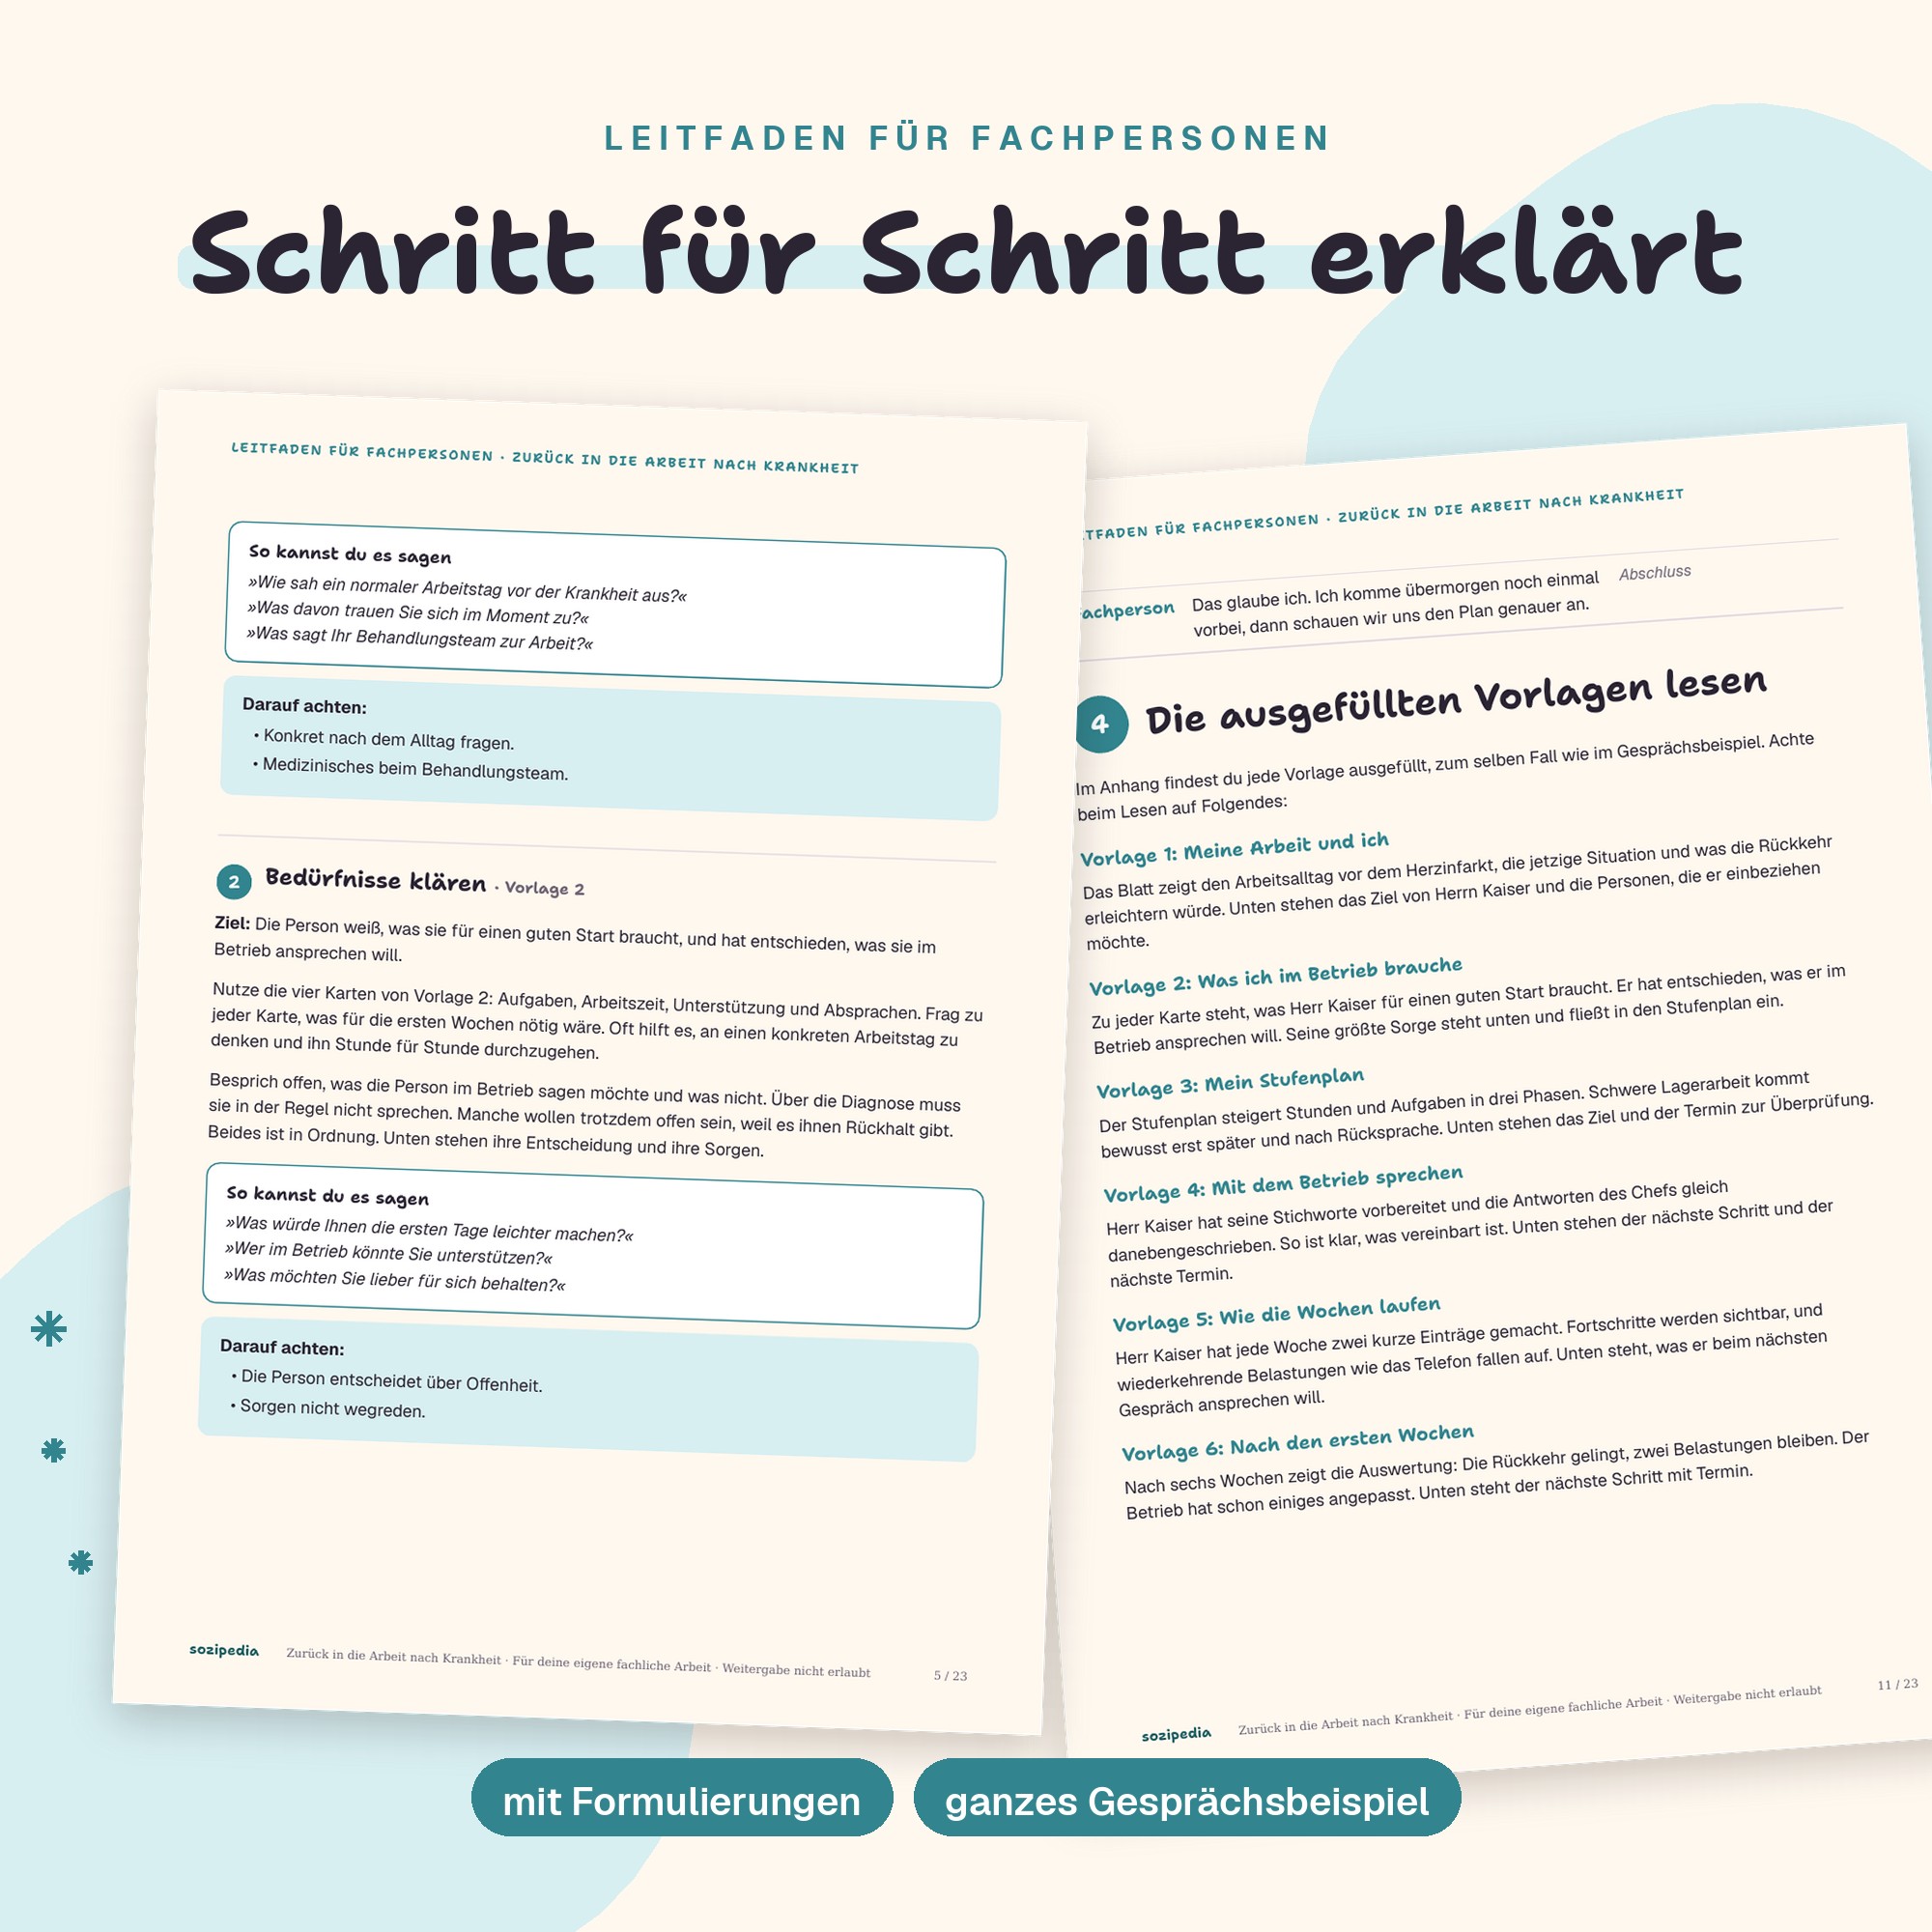 LEITFADEN FÜR FACHPERSONEN
Schritt für Schritt erklärt
LEITFADEN FÜR FACHPERSONEN · ZURÜCK IN DIE ARBEIT NACH KRANKHEIT
So kannst du es sagen
»Wie sah ein normaler Arbeitstag vor der Krankheit aus?«
»Was davon trauen Sie sich im Moment zu?«
»Was sagt Ihr Behandlungsteam zur Arbeit?«
Darauf achten:
• Konkret nach dem Alltag fragen.
• Medizinisches beim Behandlungsteam.
2 Bedürfnisse klären · Vorlage 2
Ziel: Die Person weiß, was sie für einen guten Start braucht, und hat entschieden, was sie im
Betrieb ansprechen will.
Nutze die vier Karten von Vorlage 2: Aufgaben, Arbeitszeit, Unterstützung und Absprachen. Frag zu
jeder Karte, was für die ersten Wochen nötig wäre. Oft hilft es, an einen konkreten Arbeitstag zu
denken und ihn Stunde für Stunde durchzugehen.
Besprich offen, was die Person im Betrieb sagen möchte und was nicht. Über die Diagnose muss
sie in der Regel nicht sprechen. Manche wollen trotzdem offen sein, weil es ihnen Rückhalt gibt.
Beides ist in Ordnung. Unten stehen ihre Entscheidung und ihre Sorgen.
So kannst du es sagen
»Was würde Ihnen die ersten Tage leichter machen?«
»Wer im Betrieb könnte Sie unterstützen?«
»Was möchten Sie lieber für sich behalten?«
Darauf achten:
• Die Person entscheidet über Offenheit.
• Sorgen nicht wegreden.
sozipedia Zurück in die Arbeit nach Krankheit · Für deine eigene fachliche Arbeit · Weitergabe nicht erlaubt 5 / 23
TFADEN FÜR FACHPERSONEN · ZURÜCK IN DIE ARBEIT NACH KRANKHEIT
achperson Das glaube ich. Ich komme übermorgen noch einmal Abschluss
vorbei, dann schauen wir uns den Plan genauer an.
4 Die ausgefüllten Vorlagen lesen
Im Anhang findest du jede Vorlage ausgefüllt, zum selben Fall wie im Gesprächsbeispiel. Achte
beim Lesen auf Folgendes:
Vorlage 1: Meine Arbeit und ich
Das Blatt zeigt den Arbeitsalltag vor dem Herzinfarkt, die jetzige Situation und was die Rückkehr
erleichtern würde. Unten stehen das Ziel von Herrn Kaiser und die Personen, die er einbeziehen
möchte.
Vorlage 2: Was ich im Betrieb brauche
Zu jeder Karte steht, was Herr Kaiser für einen guten Start braucht. Er hat entschieden, was er im
Betrieb ansprechen will. Seine größte Sorge steht unten und fließt in den Stufenplan ein.
Vorlage 3: Mein Stufenplan
Der Stufenplan steigert Stunden und Aufgaben in drei Phasen. Schwere Lagerarbeit kommt
bewusst erst später und nach Rücksprache. Unten stehen das Ziel und der Termin zur Überprüfung.
Vorlage 4: Mit dem Betrieb sprechen
Herr Kaiser hat seine Stichworte vorbereitet und die Antworten des Chefs gleich
danebengeschrieben. So ist klar, was vereinbart ist. Unten stehen der nächste Schritt und der
nächste Termin.
Vorlage 5: Wie die Wochen laufen
Herr Kaiser hat jede Woche zwei kurze Einträge gemacht. Fortschritte werden sichtbar, und
wiederkehrende Belastungen wie das Telefon fallen auf. Unten steht, was er beim nächsten
Gespräch ansprechen will.
Vorlage 6: Nach den ersten Wochen
Nach sechs Wochen zeigt die Auswertung: Die Rückkehr gelingt, zwei Belastungen bleiben. Der
Betrieb hat schon einiges angepasst. Unten steht der nächste Schritt mit Termin.
sozipedia Zurück in die Arbeit nach Krankheit · Für deine eigene fachliche Arbeit · Weitergabe nicht erlaubt 11 / 23
mit Formulierungen
ganzes Gesprächsbeispiel